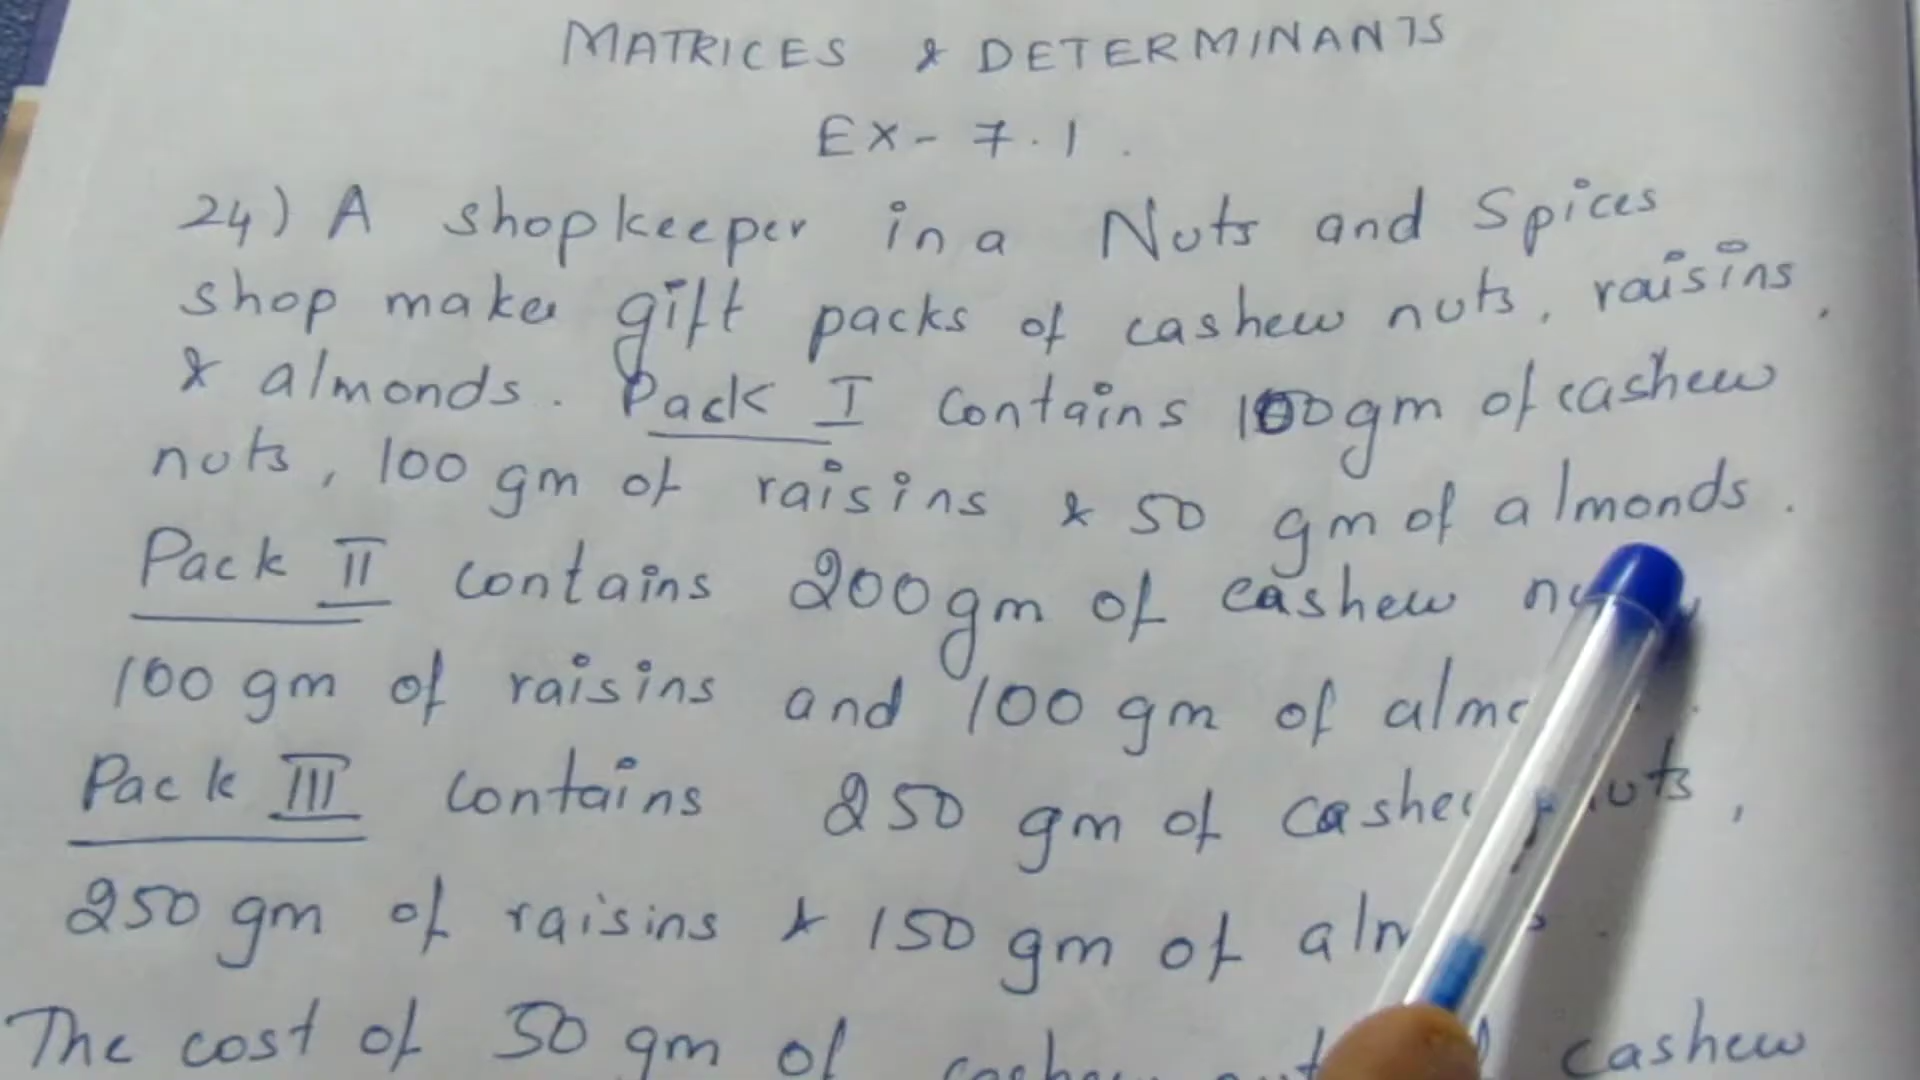 MATRICES & DETERMINANTS
EX- 7.1.
24) A shopkeeper in a Nuts and Spices
shop makes gift packs of cashew nuts, raisins,
& almonds. Pack I contains 100gm of cashew
nuts, 100 gm of raisins & 50 gm of almonds.
Pack II contains 200gm of cashew
100 gm of raisins and 100 gm of
Pack III contains 250 gm of nuts,
250 gm of raisins & 150 gm of
The cost of 50 gm of cashew